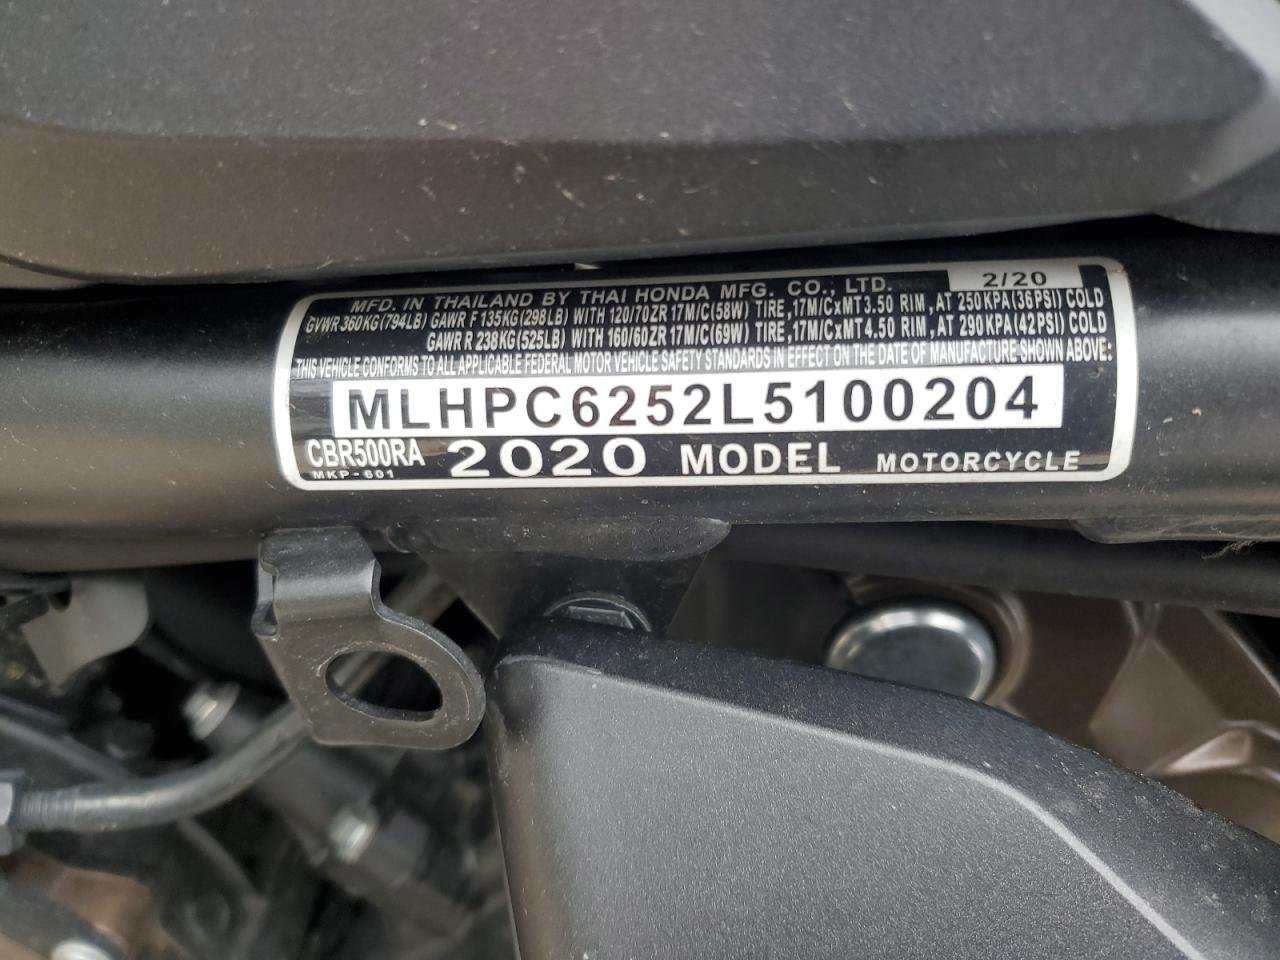 MFD. IN THAILAND BY THAI HONDA MFG. CO., LTD. 2/20
GVWR 360KG(794LB) GAWR F 135KG(298LB) WITH 120/70ZR 17M/C(58W) TIRE,17M/CxMT3.50 RIM,AT 250KPA(36PSI) COLD
GAWR R 238KG(525LB) WITH 160/60ZR 17M/C(69W) TIRE,17M/CxMT4.50 RIM,AT 290KPA(42PSI) COLD
THIS VEHICLE CONFORMS TO ALL APPLICABLE FEDERAL MOTOR VEHICLE SAFETY STANDARDS IN EFFECT ON THE DATE OF MANUFACTURE SHOWN ABOVE:
MLHPC6252L5100204
CBR500RA 2020 MODEL MOTORCYCLE
MKP-601